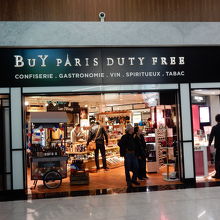 BUY PARIS DUTY FREE
CONFISERIE . GASTRONOMIE . VIN . SPIRITUEUX . TABAC